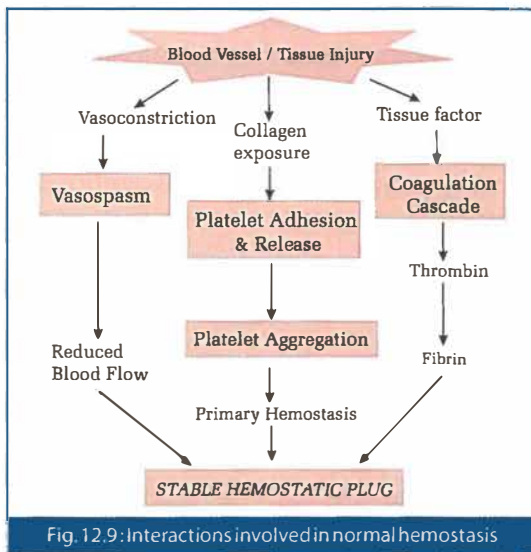 Blood Vessel / Tissue Injury
Vasoconstriction
Collagen
exposure
Tissue factor
Vasospasm
Platelet Adhesion
& Release
Coagulation
Cascade
Thrombin
Platelet Aggregation
Reduced
Blood Flow
Fibrin
Primary Hemostasis
STABLE HEMOSTATIC PLUG
Fig. 12.9 : Interactions involved in normal hemostasis